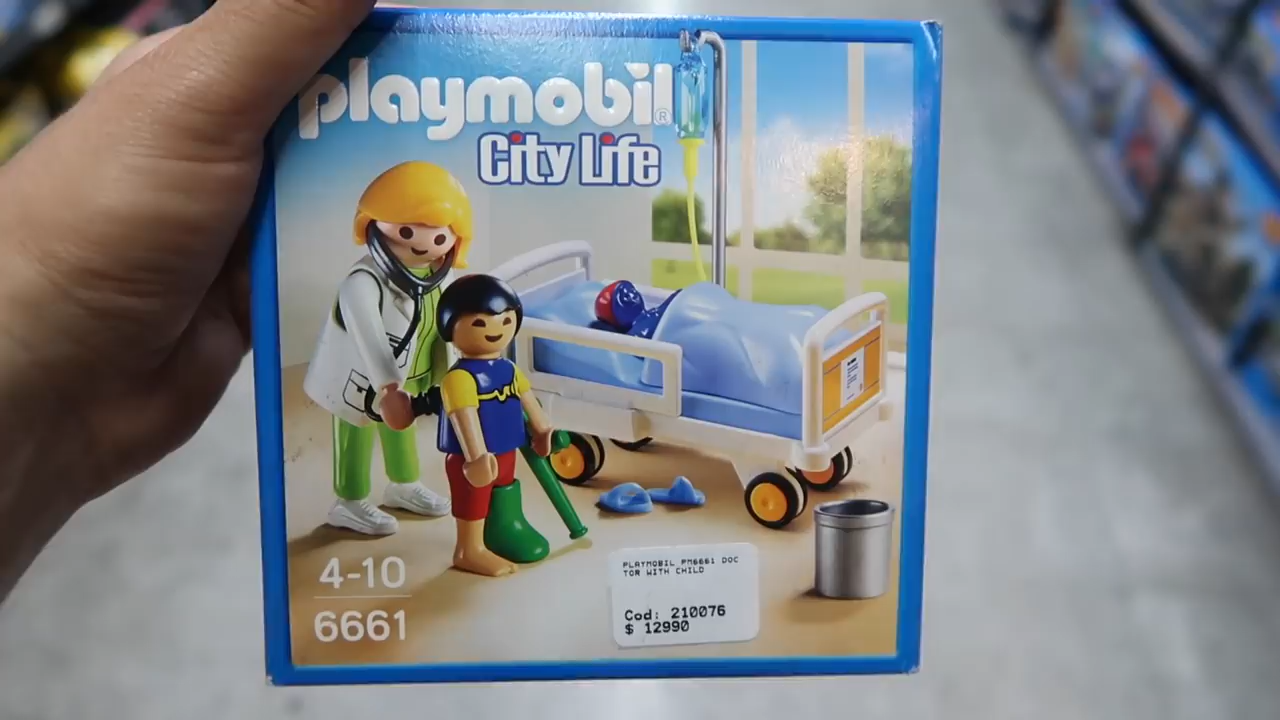 playmobil®
City Life
4-10
6661
PLAYMOBIL PM6661 DOC
TOR WITH CHILD
Cod: 210076
$ 12990